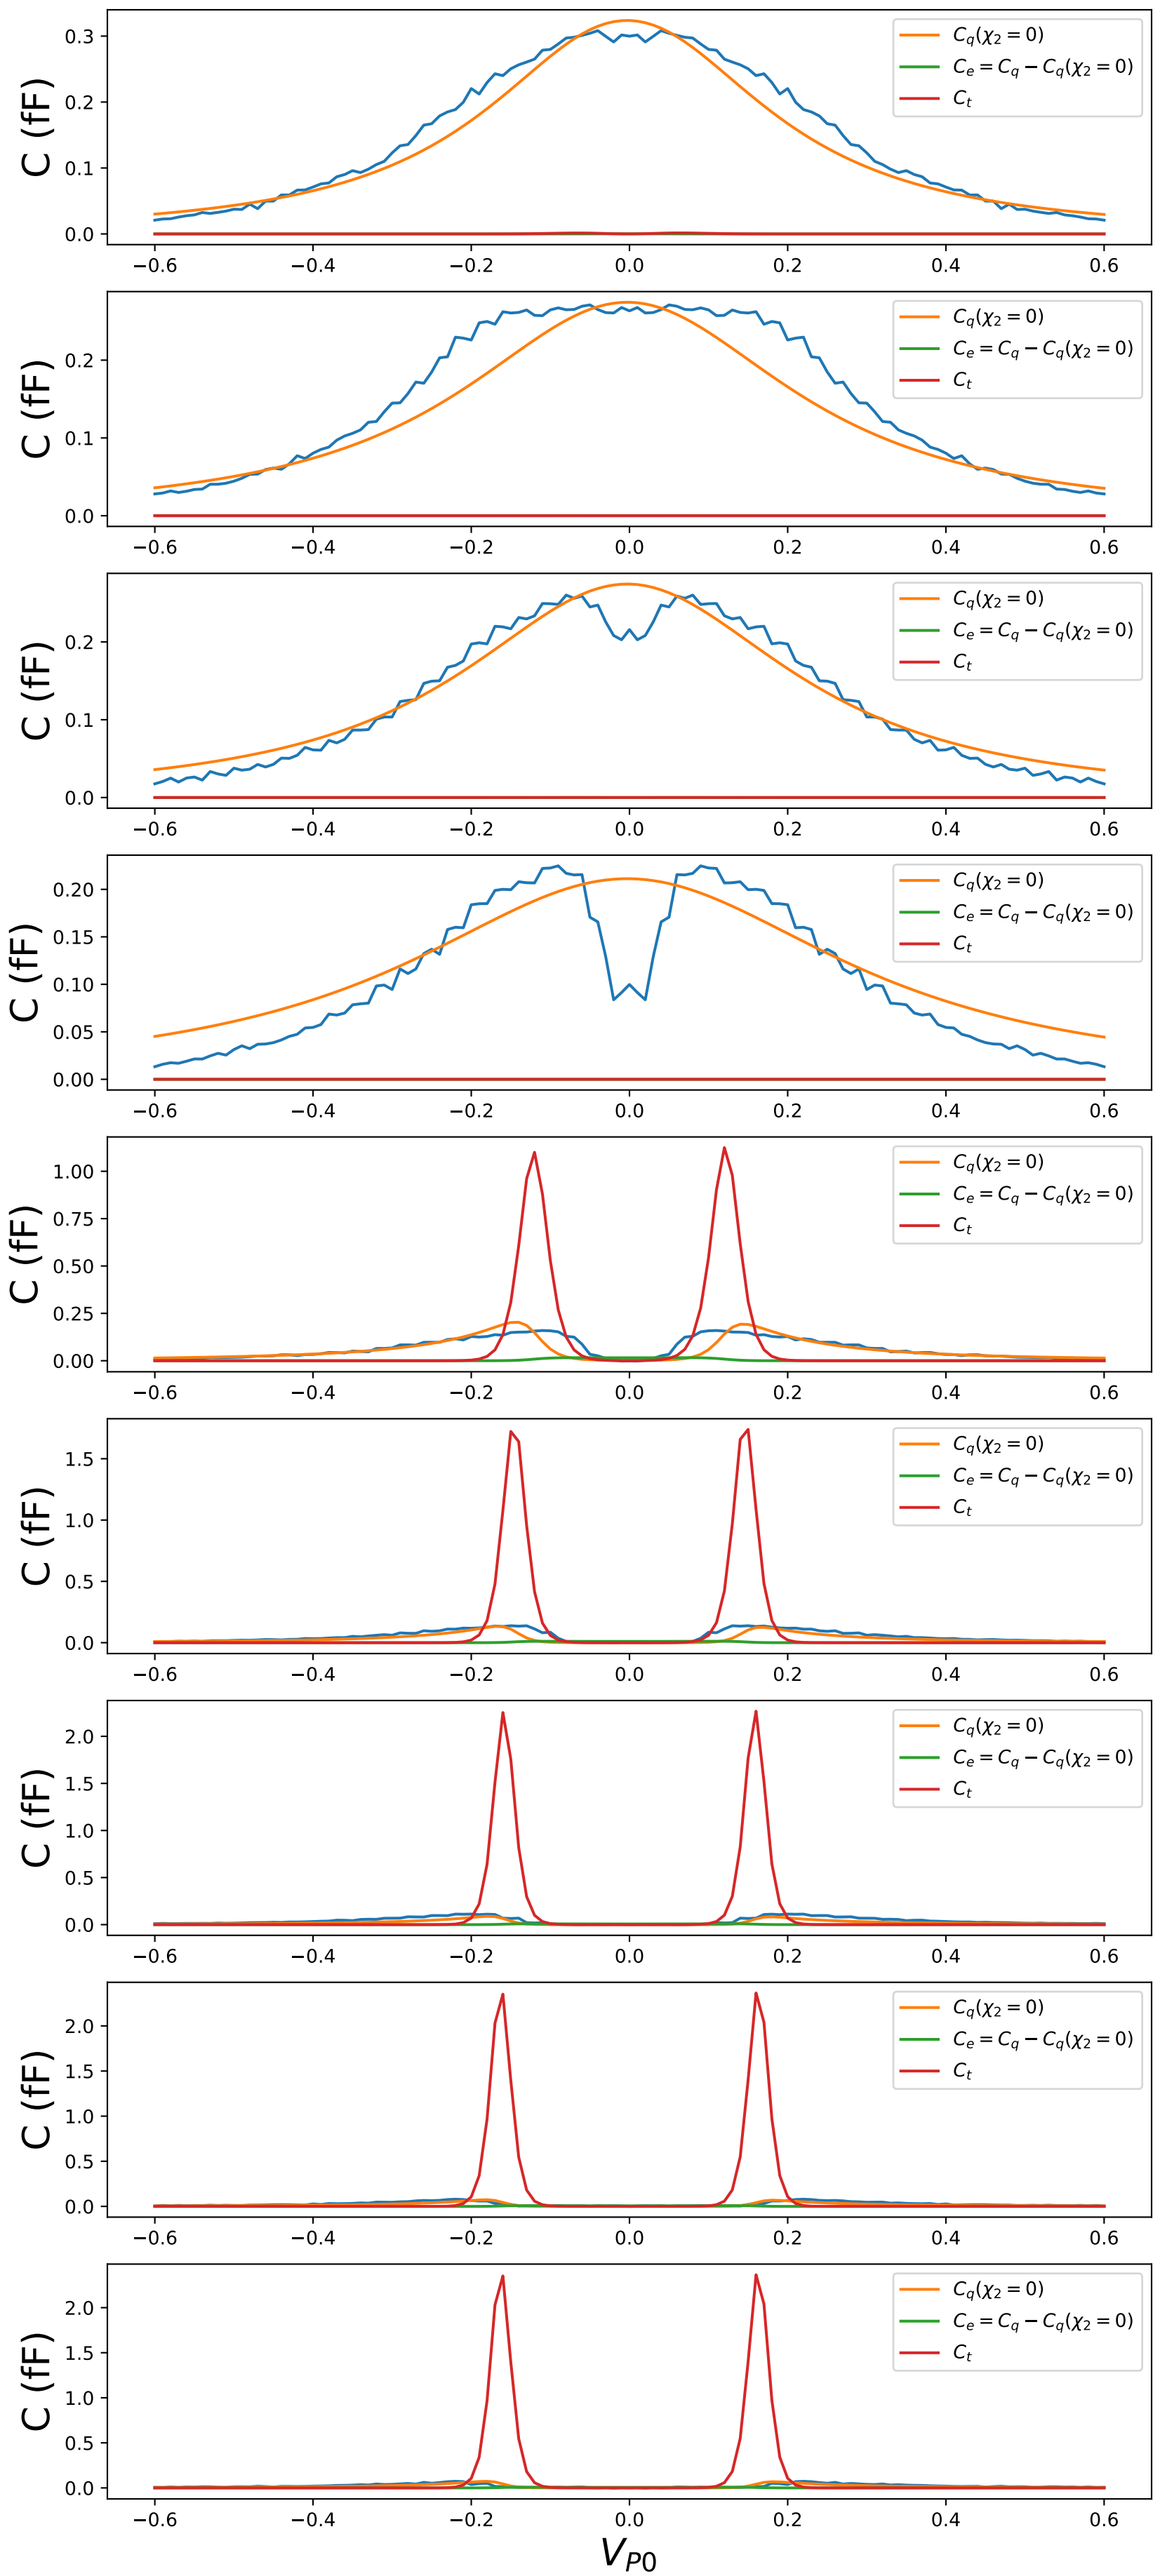 C (fF)
0.3
0.2
0.1
0.0
C_q(χ_2 = 0)
C_e = C_q − C_q(χ_2 = 0)
C_t
−0.6 −0.4 −0.2 0.0 0.2 0.4 0.6
C (fF)
0.2
0.1
0.0
C_q(χ_2 = 0)
C_e = C_q − C_q(χ_2 = 0)
C_t
−0.6 −0.4 −0.2 0.0 0.2 0.4 0.6
C (fF)
0.2
0.1
0.0
C_q(χ_2 = 0)
C_e = C_q − C_q(χ_2 = 0)
C_t
−0.6 −0.4 −0.2 0.0 0.2 0.4 0.6
C (fF)
0.20
0.15
0.10
0.05
0.00
C_q(χ_2 = 0)
C_e = C_q − C_q(χ_2 = 0)
C_t
−0.6 −0.4 −0.2 0.0 0.2 0.4 0.6
C (fF)
1.00
0.75
0.50
0.25
0.00
C_q(χ_2 = 0)
C_e = C_q − C_q(χ_2 = 0)
C_t
−0.6 −0.4 −0.2 0.0 0.2 0.4 0.6
C (fF)
1.5
1.0
0.5
0.0
C_q(χ_2 = 0)
C_e = C_q − C_q(χ_2 = 0)
C_t
−0.6 −0.4 −0.2 0.0 0.2 0.4 0.6
C (fF)
2.0
1.5
1.0
0.5
0.0
C_q(χ_2 = 0)
C_e = C_q − C_q(χ_2 = 0)
C_t
−0.6 −0.4 −0.2 0.0 0.2 0.4 0.6
C (fF)
2.0
1.5
1.0
0.5
0.0
C_q(χ_2 = 0)
C_e = C_q − C_q(χ_2 = 0)
C_t
−0.6 −0.4 −0.2 0.0 0.2 0.4 0.6
C (fF)
2.0
1.5
1.0
0.5
0.0
C_q(χ_2 = 0)
C_e = C_q − C_q(χ_2 = 0)
C_t
−0.6 −0.4 −0.2 0.0 0.2 0.4 0.6
V_{P0}